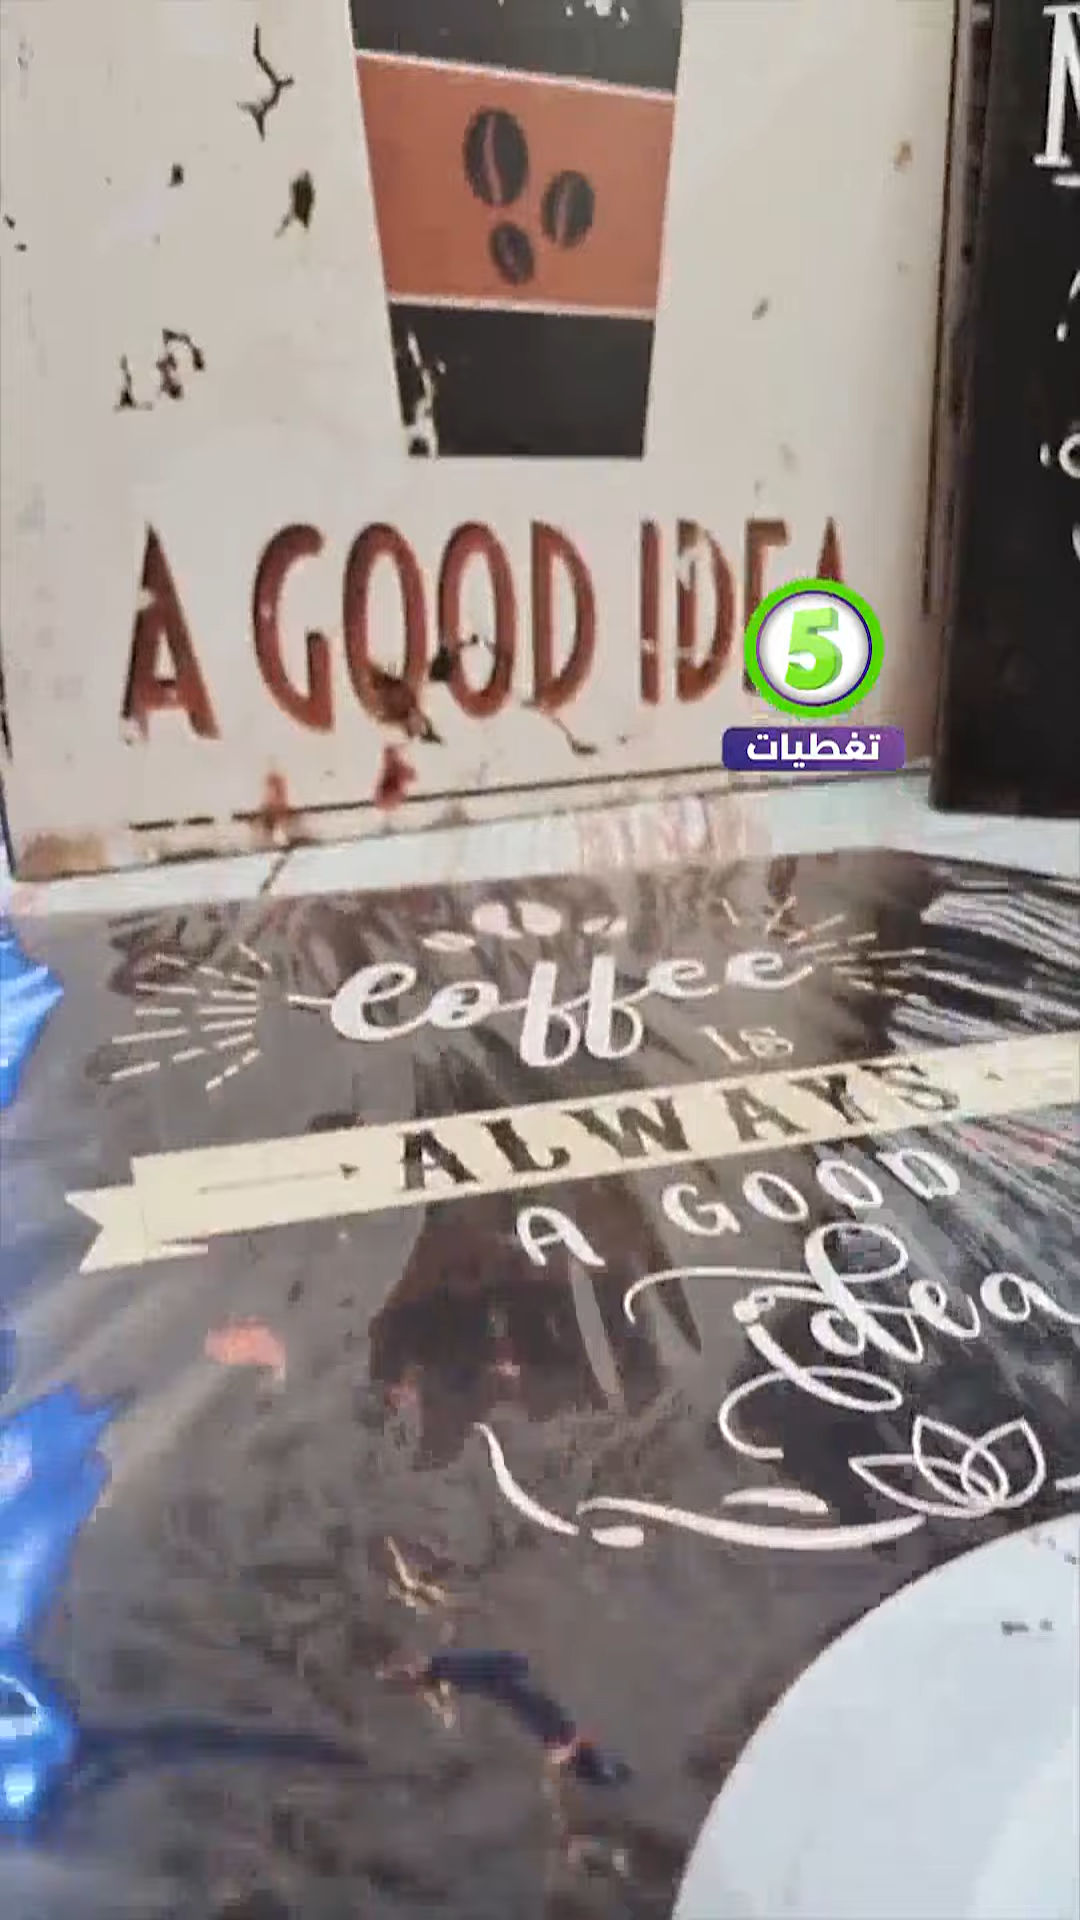 A GOOD IDEA
5
تغطيات
Coffee
Is
ALWAYS
A GOOD
Idea